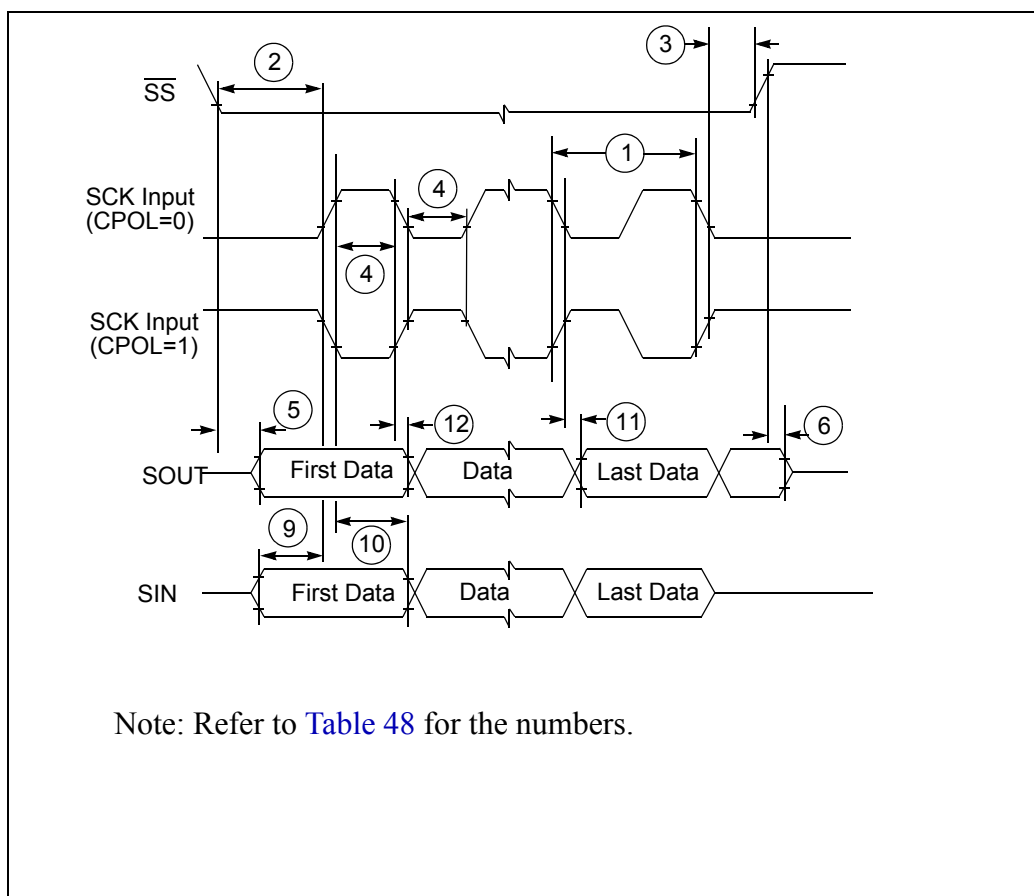 3
2
SS
1
SCK Input
(CPOL=0)
4
4
SCK Input
(CPOL=1)
5
12
11
6
SOUT
First Data
Data
Last Data
9
10
SIN
First Data
Data
Last Data
Note: Refer to Table 48 for the numbers.